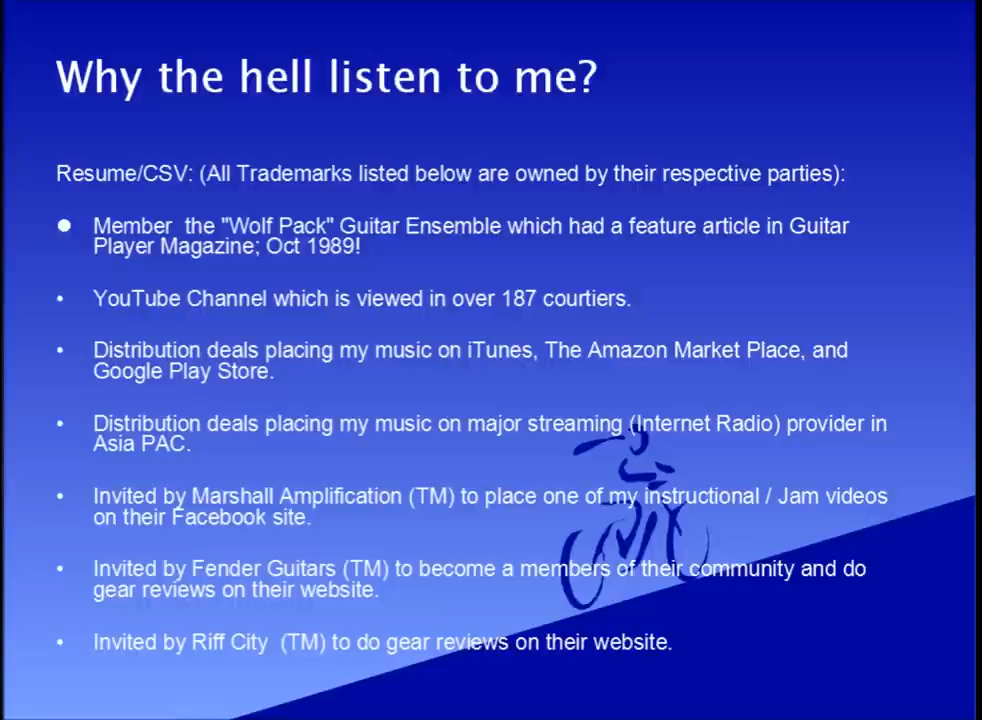 Why the hell listen to me?
Resume/CSV: (All Trademarks listed below are owned by their respective parties):
● Member  the "Wolf Pack" Guitar Ensemble which had a feature article in Guitar
Player Magazine; Oct 1989!
• YouTube Channel which is viewed in over 187 courtiers.
• Distribution deals placing my music on iTunes, The Amazon Market Place, and
Google Play Store.
• Distribution deals placing my music on major streaming (Internet Radio) provider in
Asia PAC.
• Invited by Marshall Amplification (TM) to place one of my instructional / Jam videos
on their Facebook site.
• Invited by Fender Guitars (TM) to become a members of their community and do
gear reviews on their website.
• Invited by Riff City  (TM) to do gear reviews on their website.